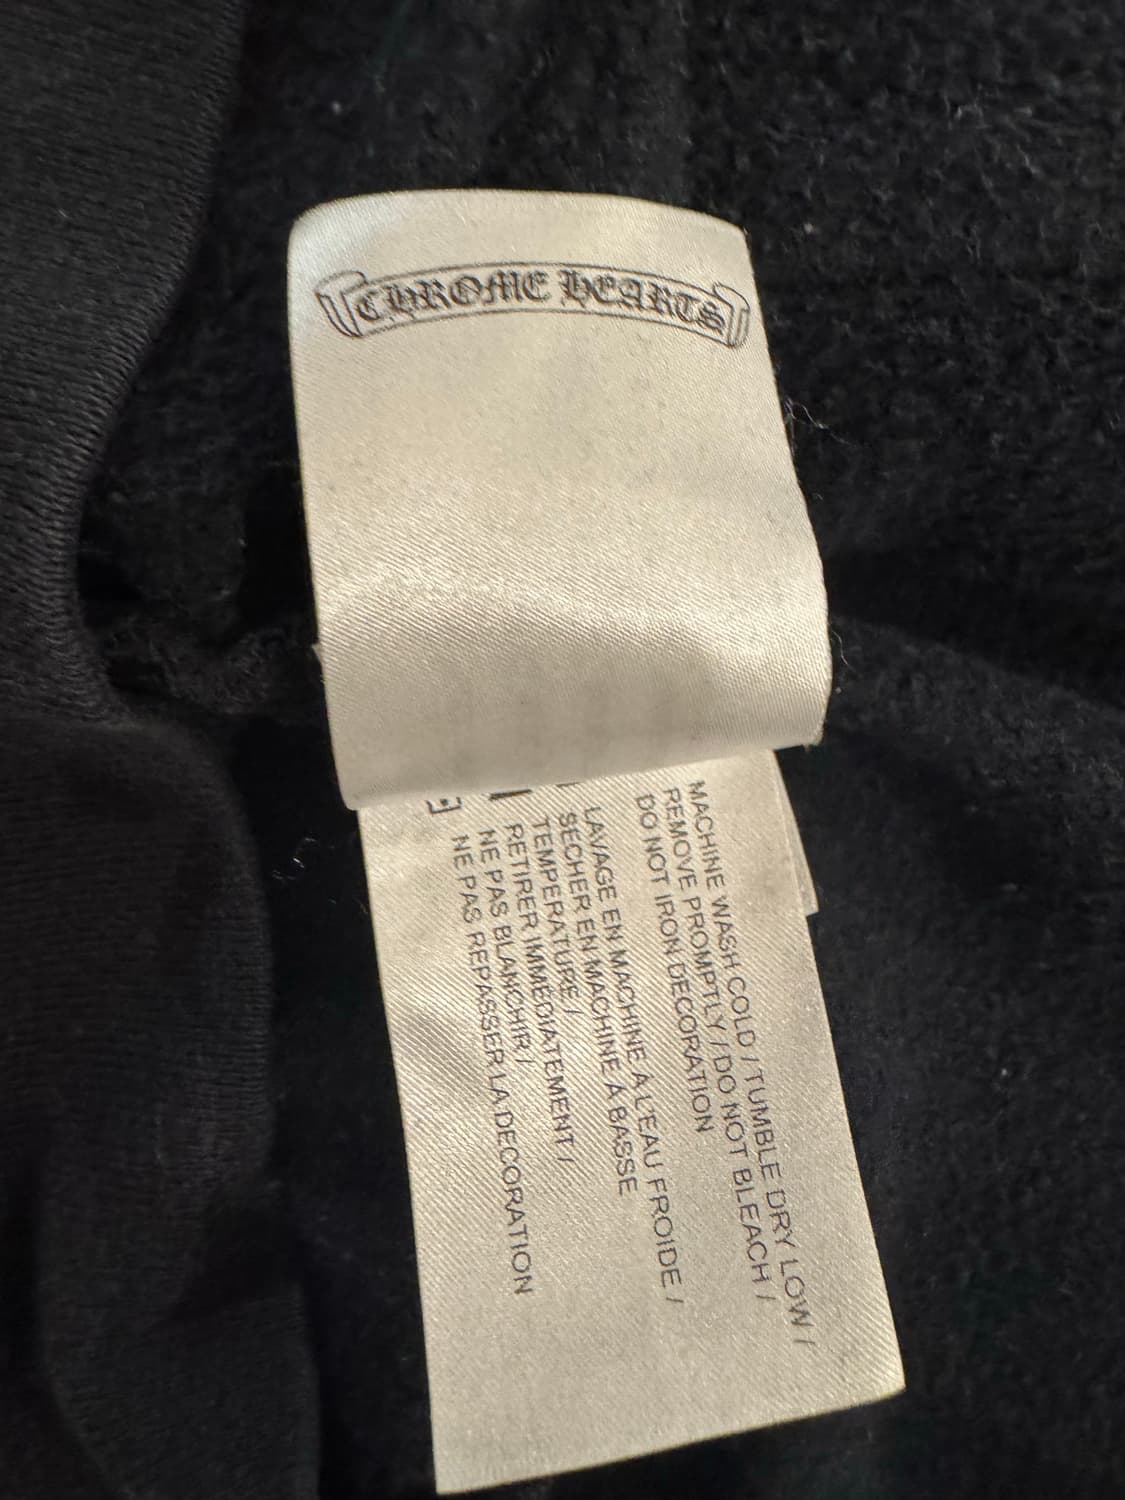 CHROME HEARTS
MACHINE WASH COLD / TUMBLE DRY LOW /
REMOVE PROMPTLY / DO NOT BLEACH /
DO NOT IRON DECORATION
LAVAGE EN MACHINE À L'EAU FROIDE /
SECHER EN MACHINE À BASSE
TEMPERATURE /
RETIRER IMMÉDIATEMENT /
NE PAS BLANCHIR /
NE PAS REPASSER LA DECORATION